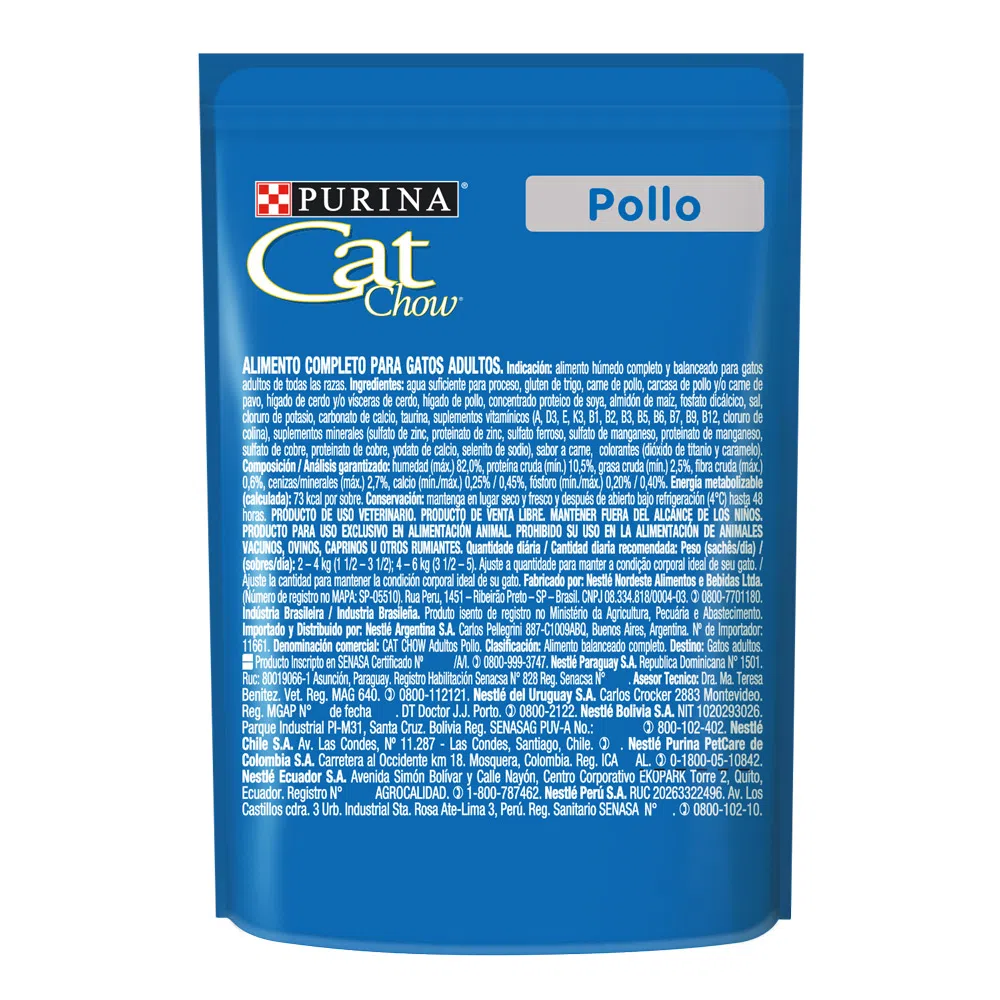 PURINA®
Pollo
Cat
Chow®
ALIMENTO COMPLETO PARA GATOS ADULTOS. Indicación: alimento húmedo completo y balanceado para gatos
adultos de todas las razas. Ingredientes: agua suficiente para proceso, gluten de trigo, carne de pollo, carcasa de pollo y/o carne de
pavo, hígado de cerdo y/o vísceras de cerdo, hígado de pollo, concentrado proteico de soya, almidón de maíz, fosfato dicálcico, sal,
cloruro de potasio, carbonato de calcio, taurina, suplementos vitamínicos (A, D3, E, K3, B1, B2, B3, B5, B6, B7, B9, B12, cloruro de
colina), suplementos minerales (sulfato de zinc, proteinato de zinc, sulfato ferroso, sulfato de manganeso, proteinato de manganeso,
sulfato de cobre, proteinato de cobre, yodato de calcio, selenito de sodio), sabor a carne, colorantes (dióxido de titanio y caramelo).
Composición / Análisis garantizado: humedad (máx.) 82,0%, proteína cruda (mín.) 10,5%, grasa cruda (mín.) 2,5%, fibra cruda (máx.)
0,6%, cenizas/minerales (máx.) 2,7%, calcio (mín./máx.) 0,25% / 0,45%, fósforo (mín./máx.) 0,20% / 0,40%. Energía metabolizable
(calculada): 73 kcal por sobre. Conservación: mantenga en lugar seco y fresco y después de abierto bajo refrigeración (4°C) hasta 48
horas. PRODUCTO DE USO VETERINARIO. PRODUCTO DE VENTA LIBRE. MANTENER FUERA DEL ALCANCE DE LOS NIÑOS.
PRODUCTO PARA USO EXCLUSIVO EN ALIMENTACIÓN ANIMAL. PROHIBIDO SU USO EN LA ALIMENTACIÓN DE ANIMALES
VACUNOS, OVINOS, CAPRINOS U OTROS RUMIANTES. Quantidade diária / Cantidad diaria recomendada: Peso (sachês/dia) /
(sobres/día): 2 – 4 kg (1 1/2 – 3 1/2); 4 – 6 kg (3 1/2 – 5). Ajuste a quantidade para manter a condição corporal ideal de seu gato. /
Ajuste la cantidad para mantener la condición corporal ideal de su gato. Fabricado por: Nestlé Nordeste Alimentos e Bebidas Ltda.
(Número de registro no MAPA: SP-05510). Rua Peru, 1451 – Ribeirão Preto – SP – Brasil. CNPJ 08.334.818/0004-03. ✆ 0800-7701180.
Indústria Brasileira / Industria Brasileña. Produto isento de registro no Ministério da Agricultura, Pecuária e Abastecimento.
Importado y Distribuido por: Nestlé Argentina S.A. Carlos Pellegrini 887-C1009ABQ, Buenos Aires, Argentina. N° de Importador:
11661. Denominación comercial: CAT CHOW Adultos Pollo. Clasificación: Alimento balanceado completo. Destino: Gatos adultos.
Producto Inscripto en SENASA Certificado N° /A/I. ✆ 0800-999-3747. Nestlé Paraguay S.A. República Dominicana N° 1501.
Ruc: 80019066-1 Asunción, Paraguay. Registro Habilitación Senacsa N° 828 Reg. Senacsa N° . Asesor Tecnico: Dra. Ma. Teresa
Benitez. Vet. Reg. MAG 640. ✆ 0800-112121. Nestlé del Uruguay S.A. Carlos Crocker 2883 Montevideo.
Reg. MGAP N° de fecha . DT Doctor J.J. Porto. ✆ 0800-2122. Nestlé Bolivia S.A. NIT 1020293026.
Parque Industrial PI-M31, Santa Cruz. Bolivia Reg. SENASAG PUV-A No.: ✆ 800-102-402. Nestlé
Chile S.A. Av. Las Condes, N° 11.287 - Las Condes, Santiago, Chile. ✆ . Nestlé Purina PetCare de
Colombia S.A. Carretera al Occidente km 18. Mosquera, Colombia. Reg. ICA AL. ✆ 0-1800-05-10842.
Nestlé Ecuador S.A. Avenida Simón Bolívar y Calle Nayón, Centro Corporativo EKOPARK Torre 2, Quito,
Ecuador. Registro N° AGROCALIDAD. ✆ 1-800-787462. Nestlé Perú S.A. RUC 20263322496. Av. Los
Castillos cdra. 3 Urb. Industrial Sta. Rosa Ate-Lima 3, Perú. Reg. Sanitario SENASA N° . ✆ 0800-102-10.